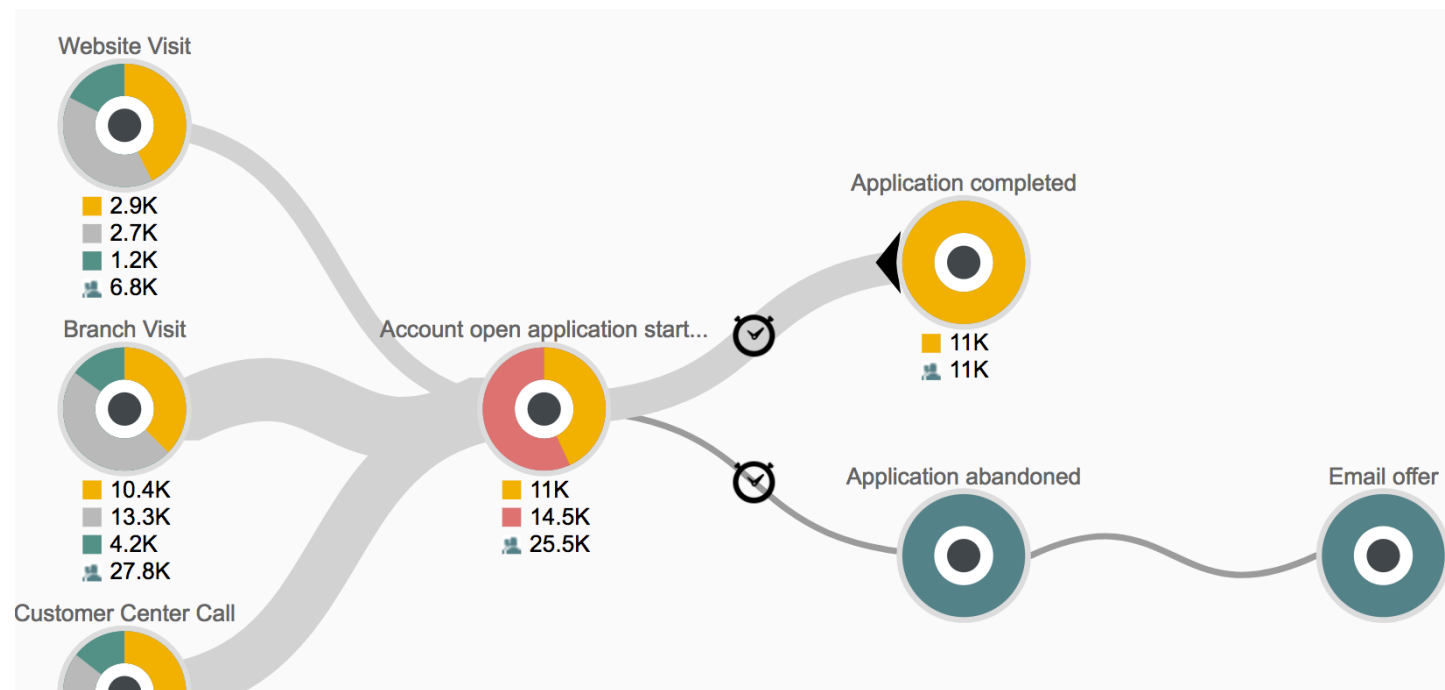 Website Visit
2.9K
2.7K
1.2K
6.8K
Application completed
11K
11K
Branch Visit
10.4K
13.3K
4.2K
27.8K
Account open application start...
11K
14.5K
25.5K
Application abandoned
Email offer
Customer Center Call